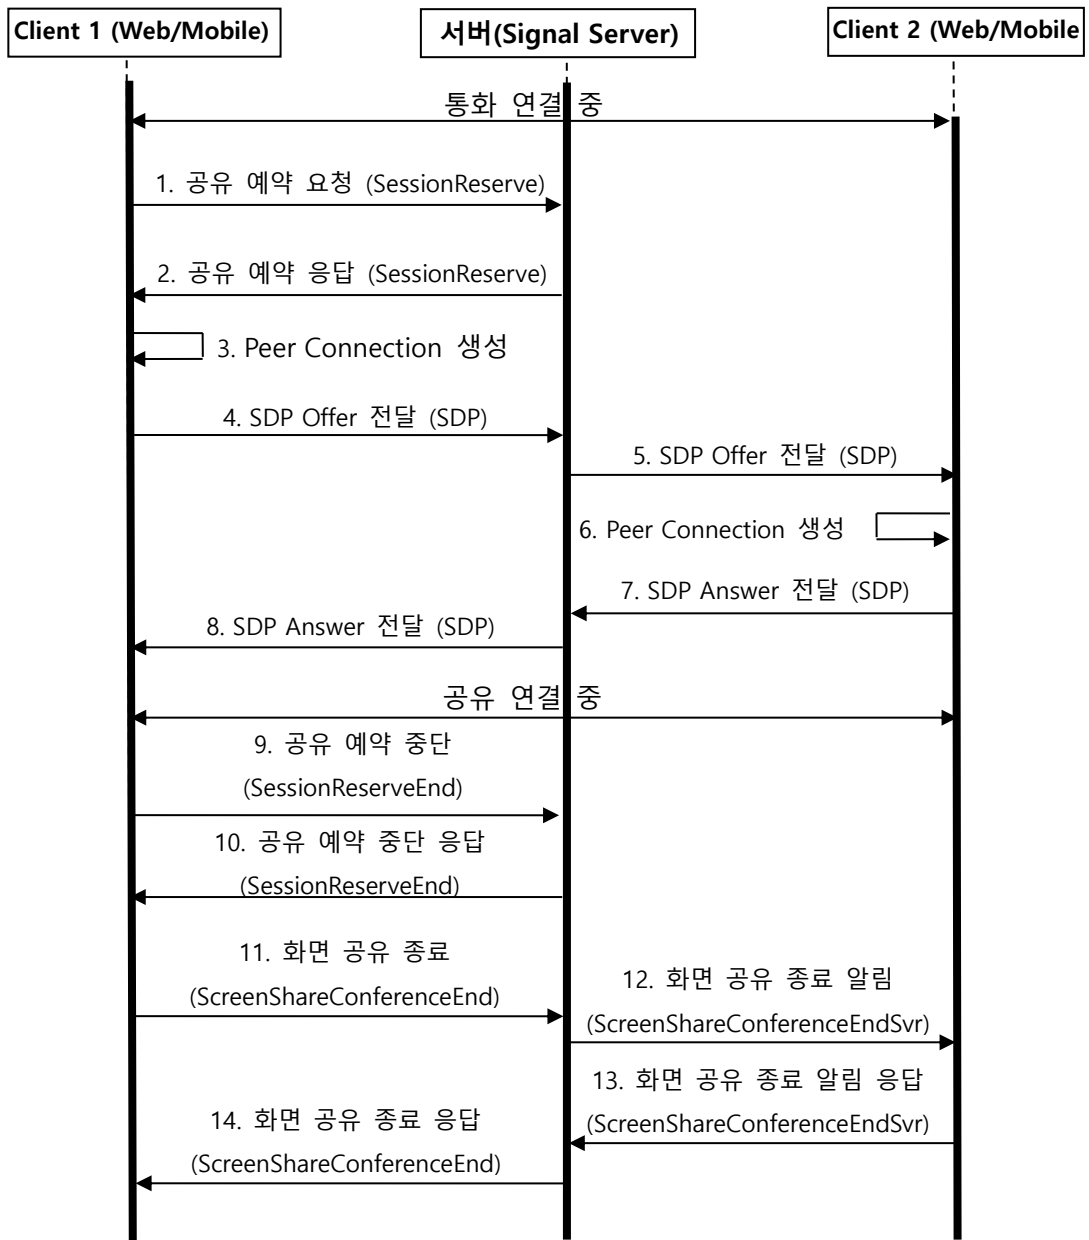 Client 1 (Web/Mobile)
서버(Signal Server)
Client 2 (Web/Mobile
통화 연결 중
1. 공유 예약 요청 (SessionReserve)
2. 공유 예약 응답 (SessionReserve)
3. Peer Connection 생성
4. SDP Offer 전달 (SDP)
5. SDP Offer 전달 (SDP)
6. Peer Connection 생성
7. SDP Answer 전달 (SDP)
8. SDP Answer 전달 (SDP)
공유 연결 중
9. 공유 예약 중단
(SessionReserveEnd)
10. 공유 예약 중단 응답
(SessionReserveEnd)
11. 화면 공유 종료
(ScreenShareConferenceEnd)
12. 화면 공유 종료 알림
(ScreenShareConferenceEndSvr)
13. 화면 공유 종료 알림 응답
(ScreenShareConferenceEndSvr)
14. 화면 공유 종료 응답
(ScreenShareConferenceEnd)